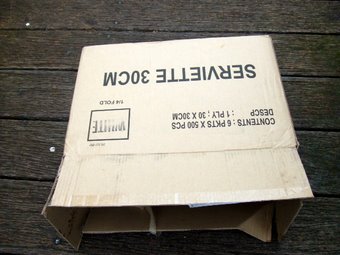 SERVIETTE 30CM
1/4 FOLD
WHITE
CONTENTS : 6 PKTS X 500 PCS
DESCP : 1 PLY ; 30 X 30CM